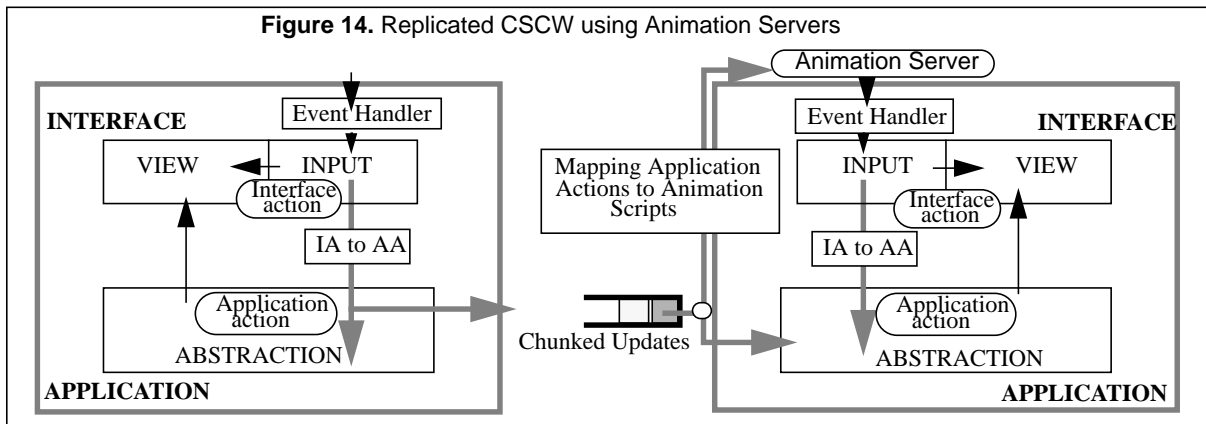 Figure 14. Replicated CSCW using Animation Servers
INTERFACE
Event Handler
VIEW
INPUT
Interface
action
IA to AA
Application
action
ABSTRACTION
APPLICATION
Chunked Updates
Mapping Application
Actions to Animation
Scripts
Animation Server
Event Handler
INTERFACE
INPUT
VIEW
Interface
action
IA to AA
Application
action
ABSTRACTION
APPLICATION